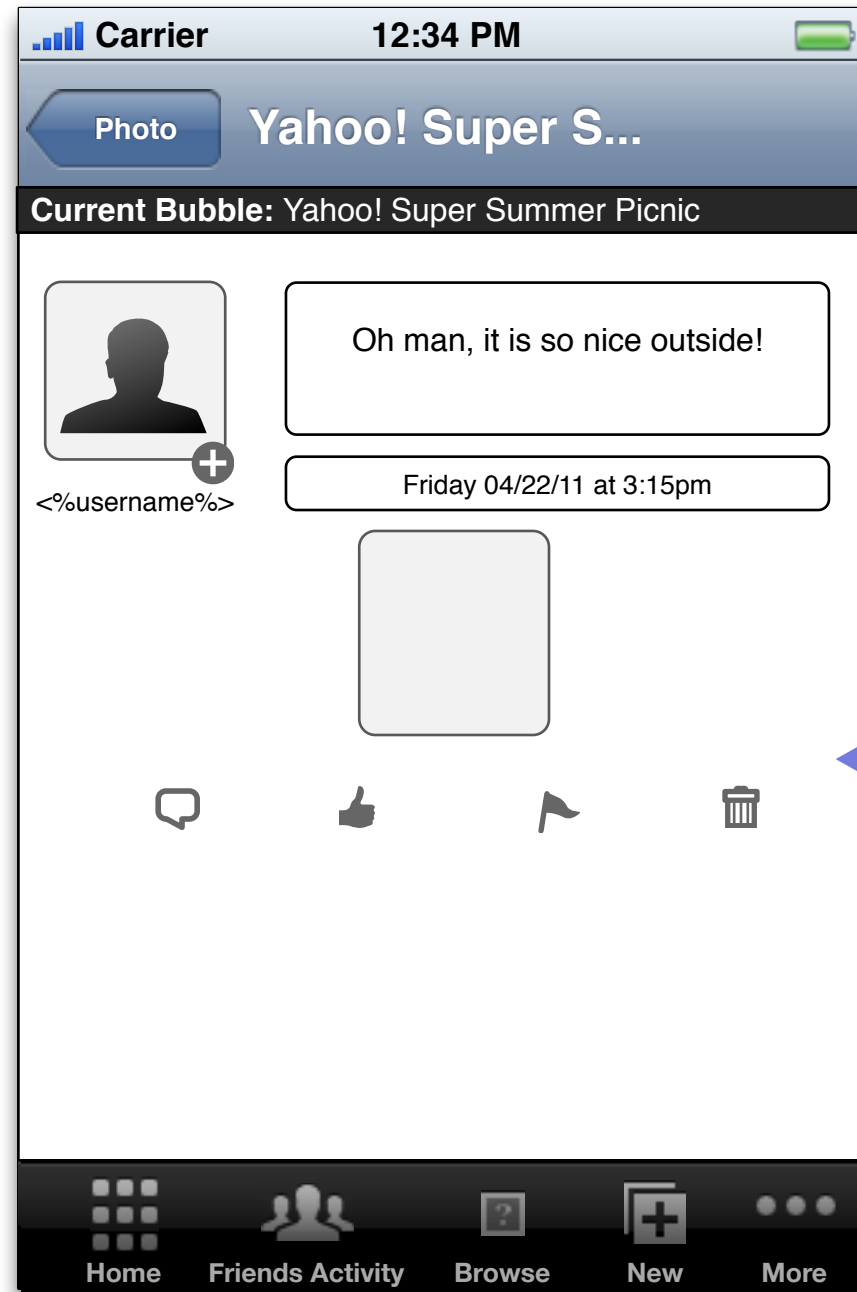 Carrier 12:34 PM
Photo Yahoo! Super S...
Current Bubble: Yahoo! Super Summer Picnic
Oh man, it is so nice outside!
Friday 04/22/11 at 3:15pm
<%username%>
?
Home Friends Activity Browse New More